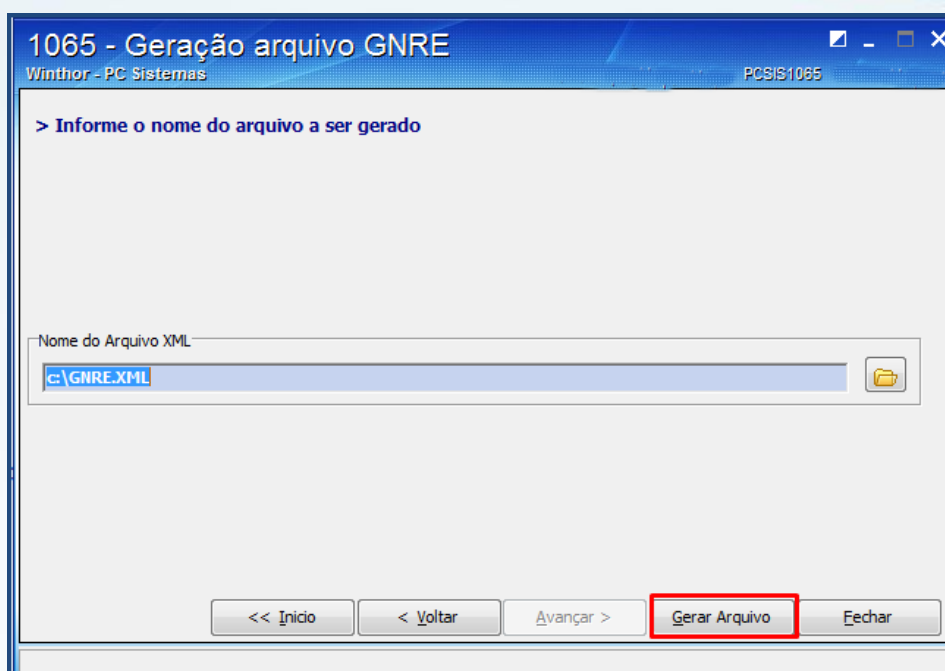 1065 - Geração arquivo GNRE
Winthor - PC Sistemas
PCSIS1065
> Informe o nome do arquivo a ser gerado
Nome do Arquivo XML
c:\GNRE.XML
<< Inicio
< Voltar
Avançar >
Gerar Arquivo
Fechar